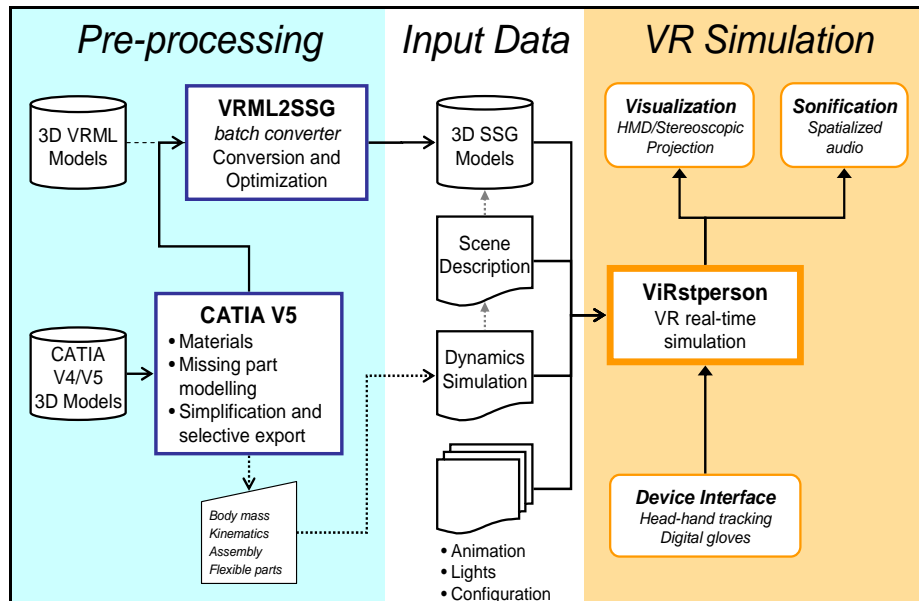 Pre-processing
Input Data
VR Simulation
3D VRML
Models
VRML2SSG
batch converter
Conversion and
Optimization
3D SSG
Models
Visualization
HMD/Stereoscopic
Projection
Sonification
Spatialized
audio
Scene
Description
CATIA
V4/V5
3D Models
CATIA V5
• Materials
• Missing part
modelling
• Simplification and
selective export
Dynamics
Simulation
ViRstperson
VR real-time
simulation
Body mass
Kinematics
Assembly
Flexible parts
• Animation
• Lights
• Configuration
Device Interface
Head-hand tracking
Digital gloves